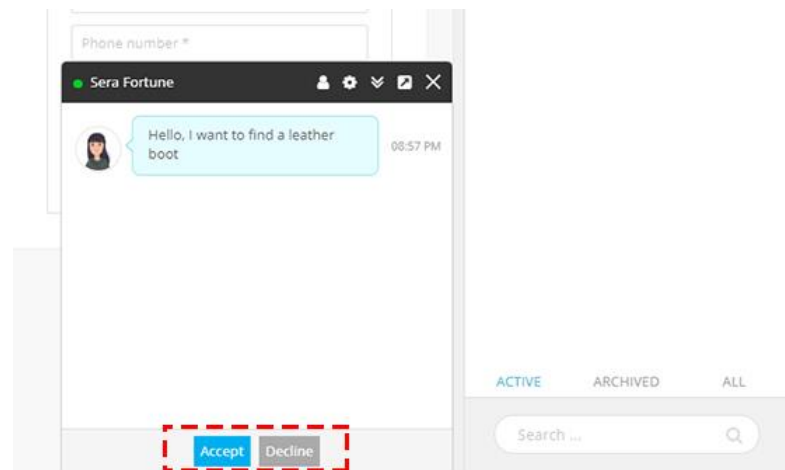 Phone number *
Sera Fortune
Hello, I want to find a leather
boot
08:57 PM
ACTIVE ARCHIVED ALL
Search ...
Accept Decline